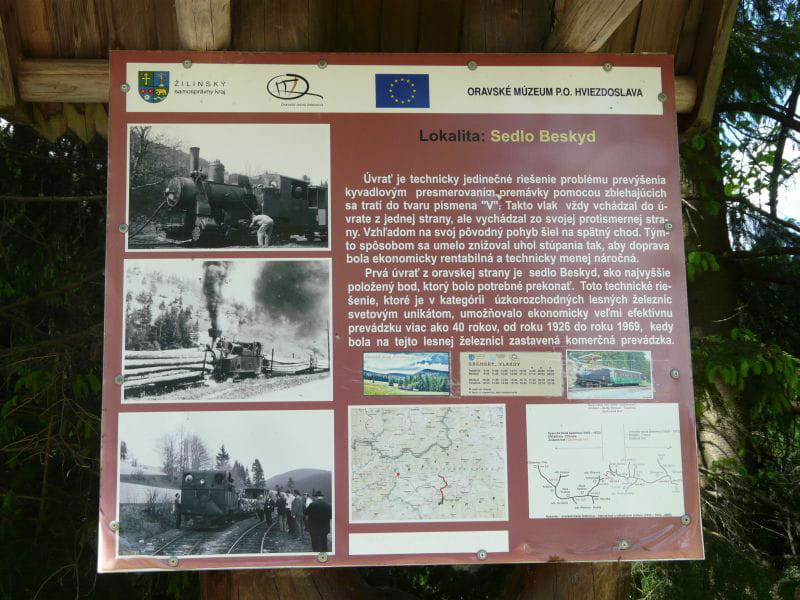 ŽILINSKÝ
samosprávny kraj
ORAVSKÉ MÚZEUM P.O. HVIEZDOSLAVA
Lokalita: Sedlo Beskyd
Úvrať je technicky jedinečné riešenie problému prevýšenia
kyvadlovým presmerovaním premávky pomocou zbiehajúcich
sa tratí do tvaru písmena "V". Takto vlak vždy vchádzal do ú-
vrate z jednej strany, ale vychádzal zo svojej protismernej stra-
ny. Vzhľadom na svoj pôvodný pohyb šiel na spätný chod. Tým-
to spôsobom sa umelo znižoval uhol stúpania tak, aby doprava
bola ekonomicky rentabilná a technicky menej náročná.
Prvá úvrať z oravskej strany je sedlo Beskyd, ako najvyššie
položený bod, ktorý bolo potrebné prekonať. Toto technické rie-
šenie, ktoré je v kategórii úzkorozchodných lesných železníc
svetovým unikátom, umožňovalo ekonomicky veľmi efektívnu
prevádzku viac ako 40 rokov, od roku 1926 do roku 1969, kedy
bola na tejto lesnej železnici zastavená komerčná prevádzka.